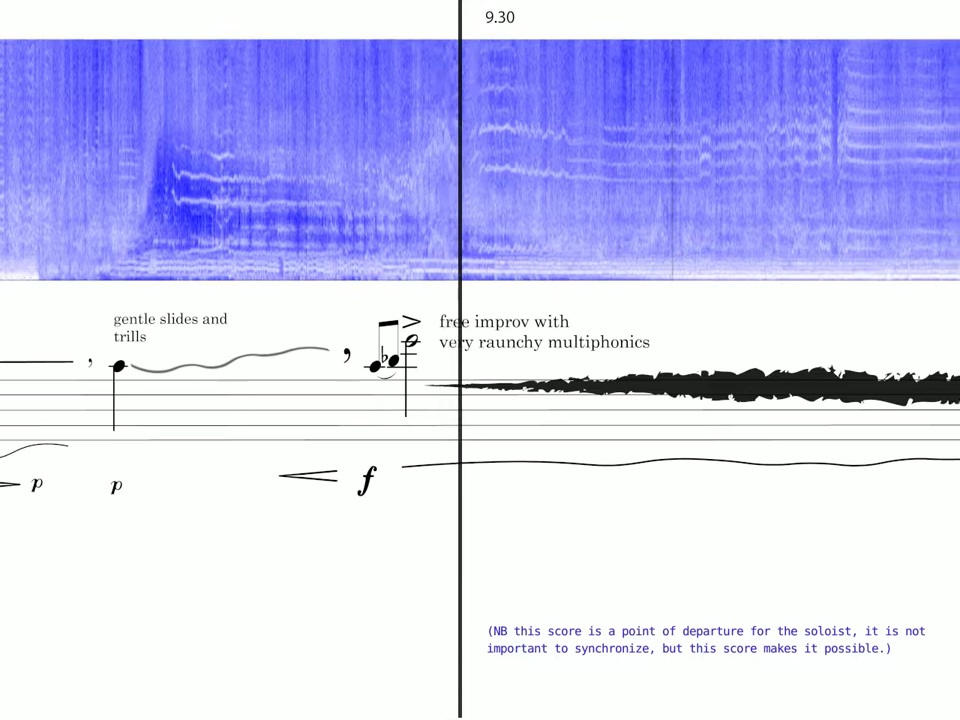 9.30
gentle slides and
trills
free improv with
very raunchy multiphonics
p
p
f
(NB this score is a point of departure for the soloist, it is not
important to synchronize, but this score makes it possible.)